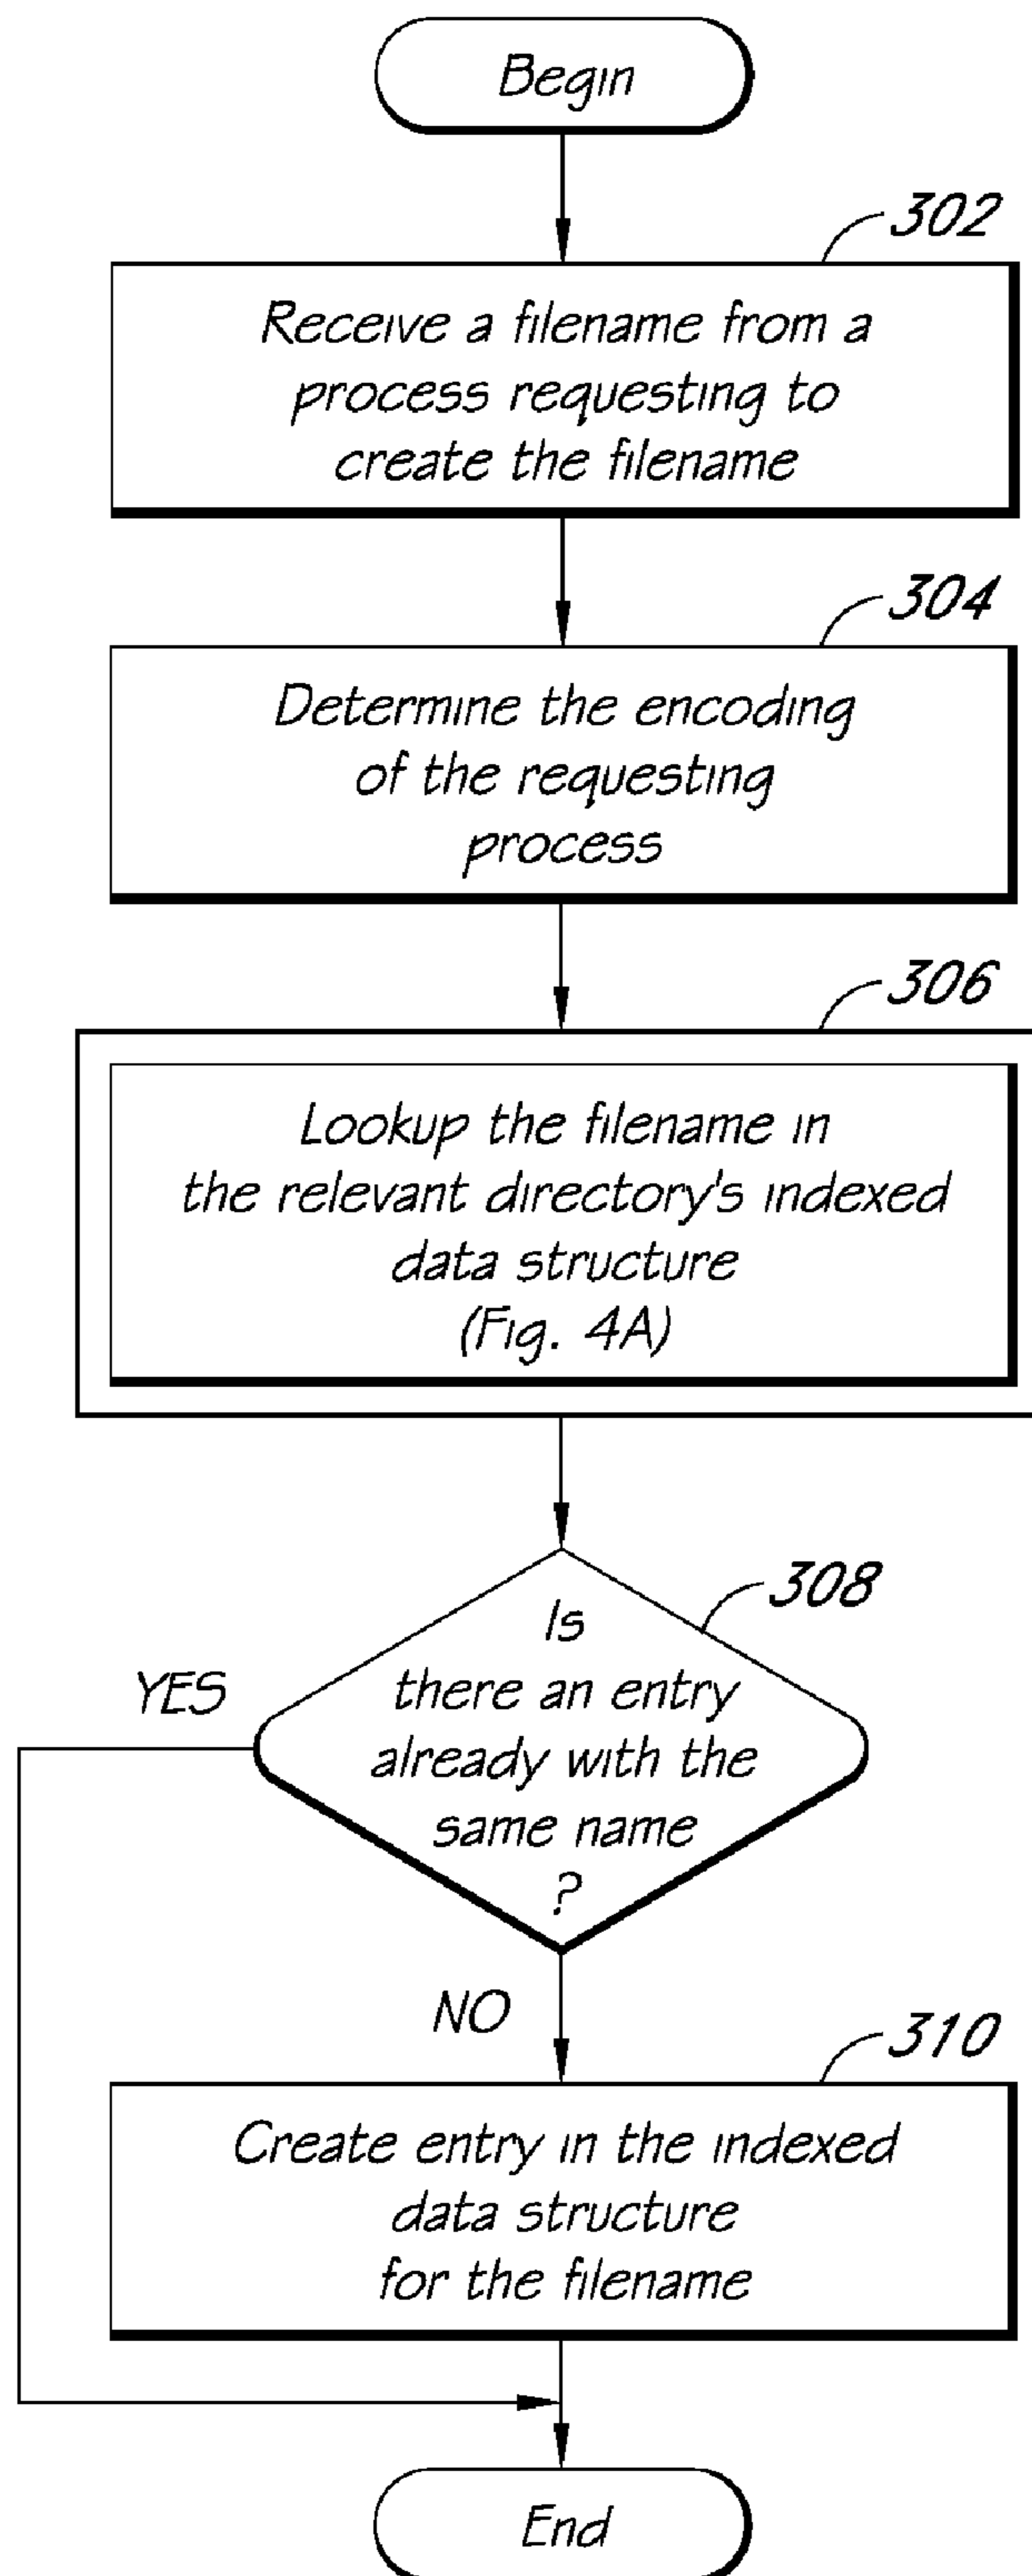 Begin
302
Receive a filename from a
process requesting to
create the filename
304
Determine the encoding
of the requesting
process
306
Lookup the filename in
the relevant directory's indexed
data structure
(Fig. 4A)
308
Is
there an entry
already with the
same name
?
YES
NO
310
Create entry in the indexed
data structure
for the filename
End